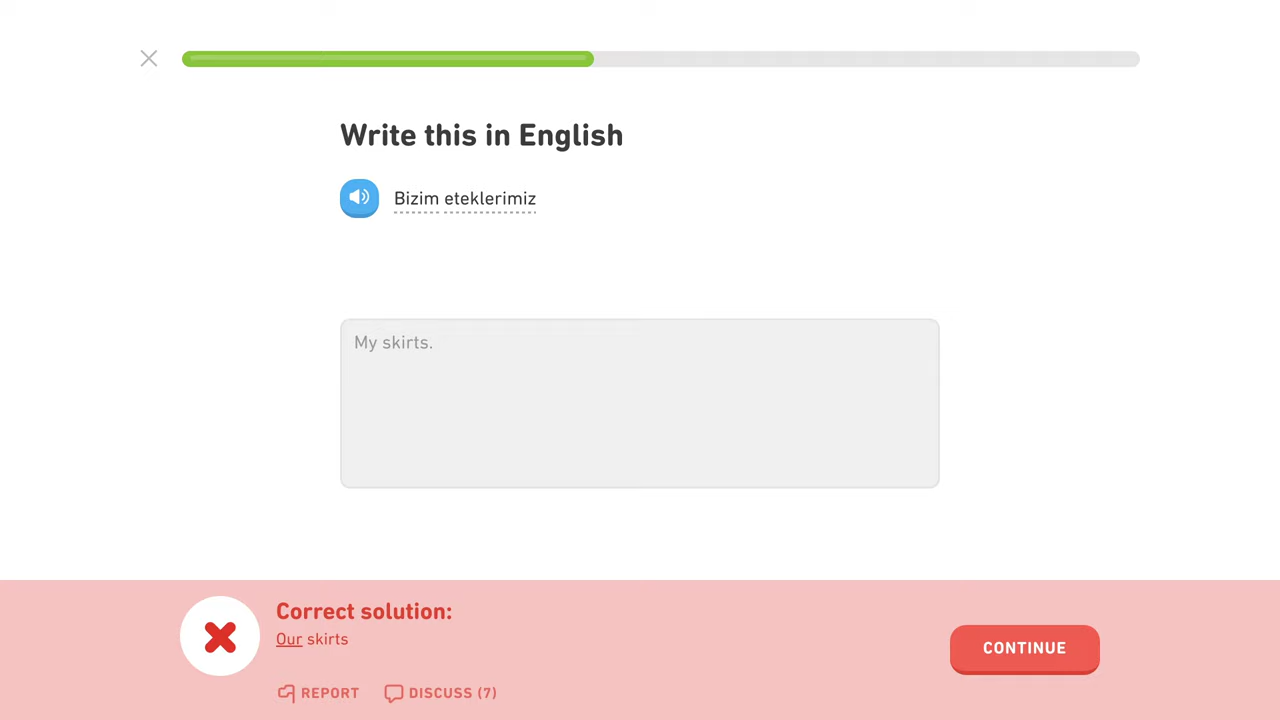 Write this in English
Bizim eteklerimiz
My skirts.
Correct solution:
Our skirts
REPORT DISCUSS (7)
CONTINUE